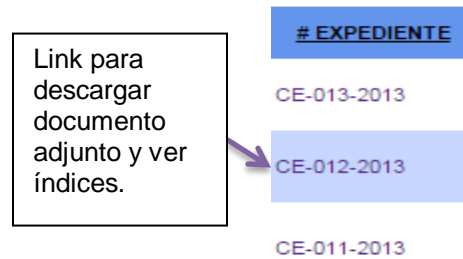 # EXPEDIENTE
Link para
descargar
documento
adjunto y ver
índices.
CE-013-2013
CE-012-2013
CE-011-2013